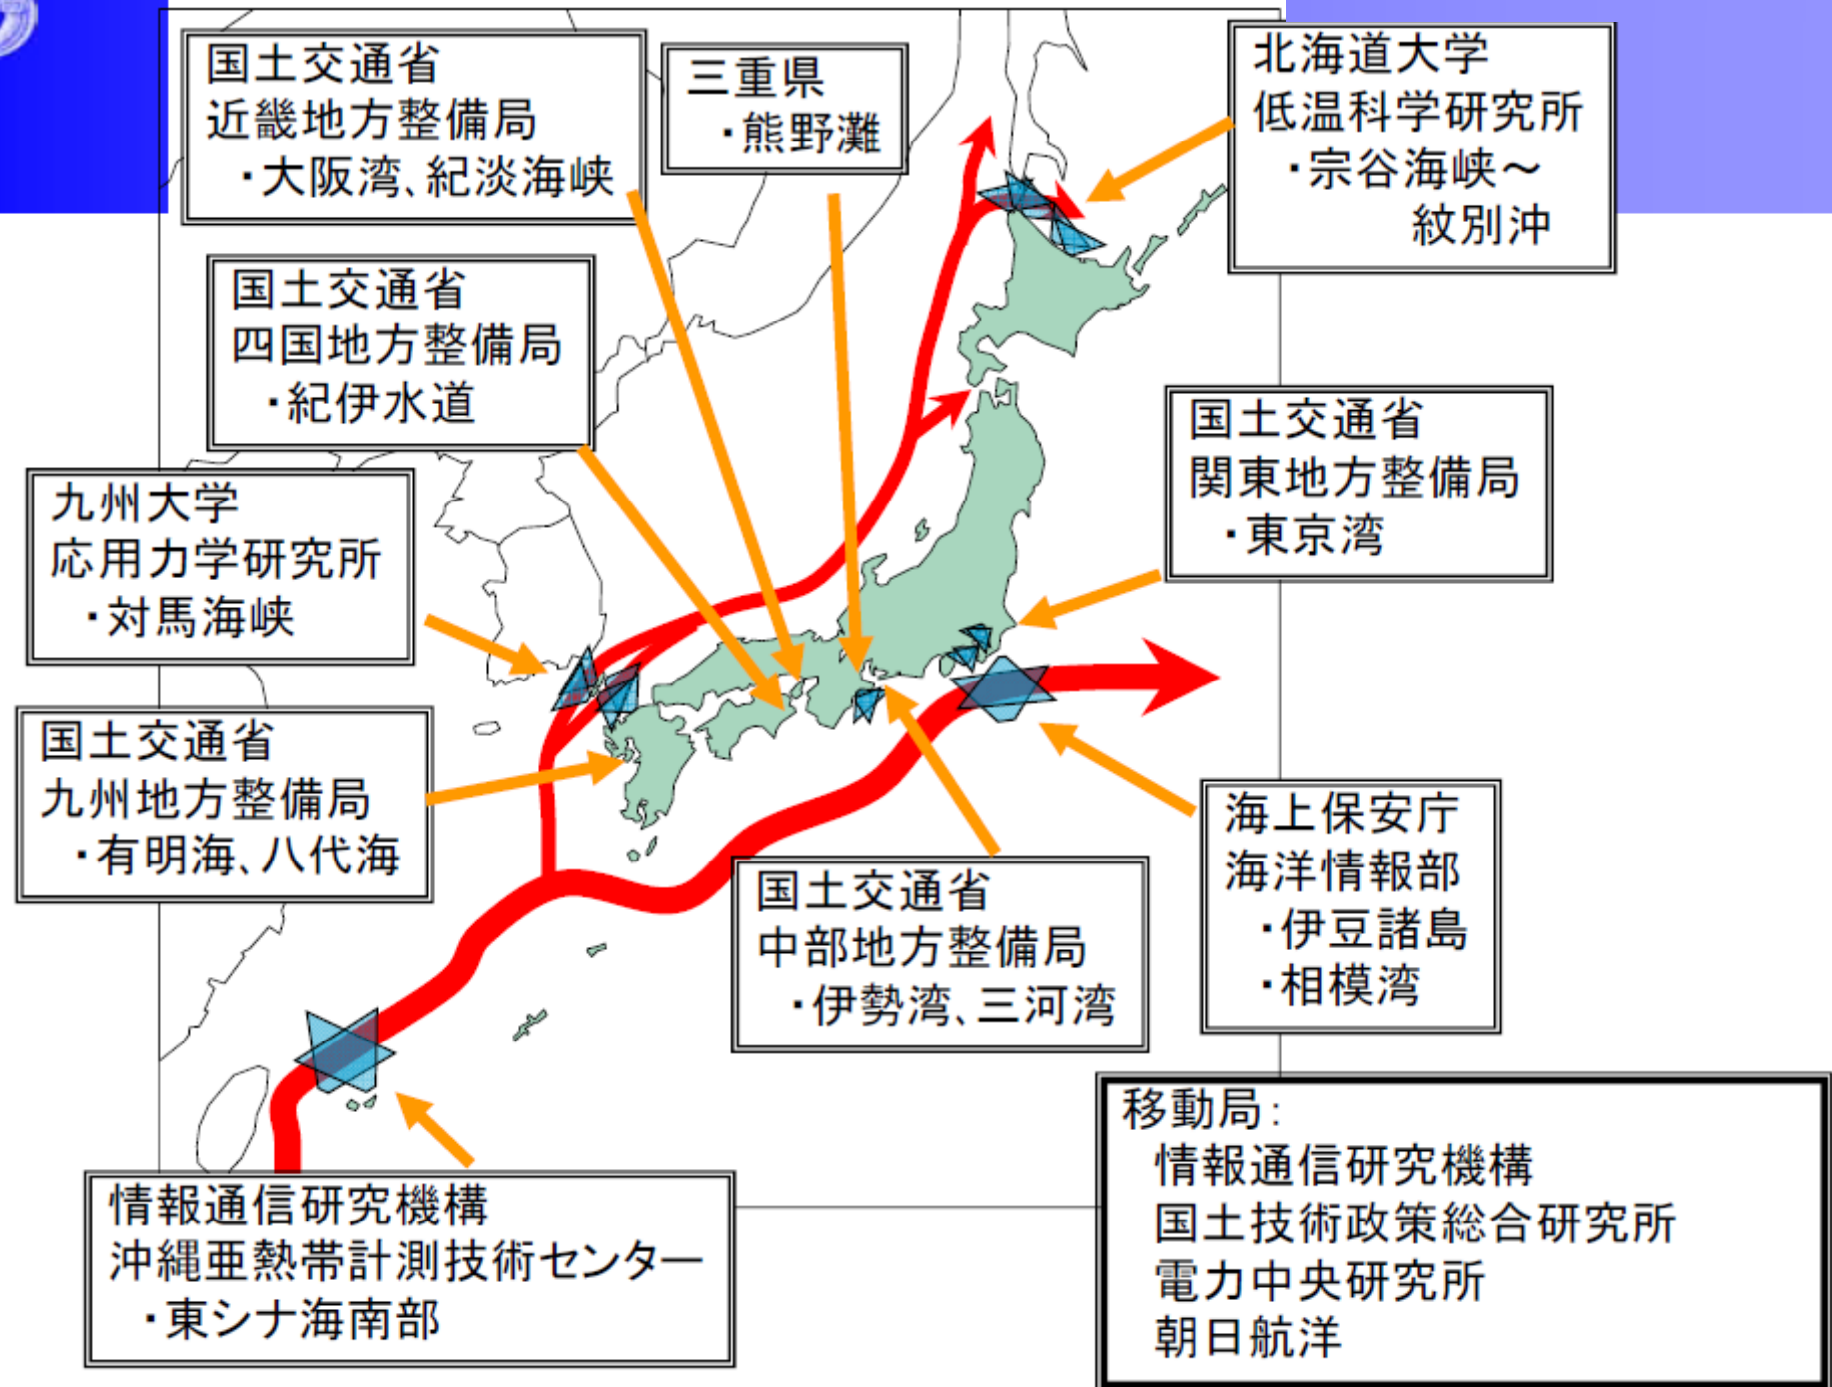 国土交通省
近畿地方整備局
・大阪湾、紀淡海峡
三重県
・熊野灘
北海道大学
低温科学研究所
・宗谷海峡～
紋別沖
国土交通省
四国地方整備局
・紀伊水道
国土交通省
関東地方整備局
・東京湾
九州大学
応用力学研究所
・対馬海峡
国土交通省
九州地方整備局
・有明海、八代海
海上保安庁
海洋情報部
・伊豆諸島
・相模湾
国土交通省
中部地方整備局
・伊勢湾、三河湾
情報通信研究機構
沖縄亜熱帯計測技術センター
・東シナ海南部
移動局：
情報通信研究機構
国土技術政策総合研究所
電力中央研究所
朝日航洋